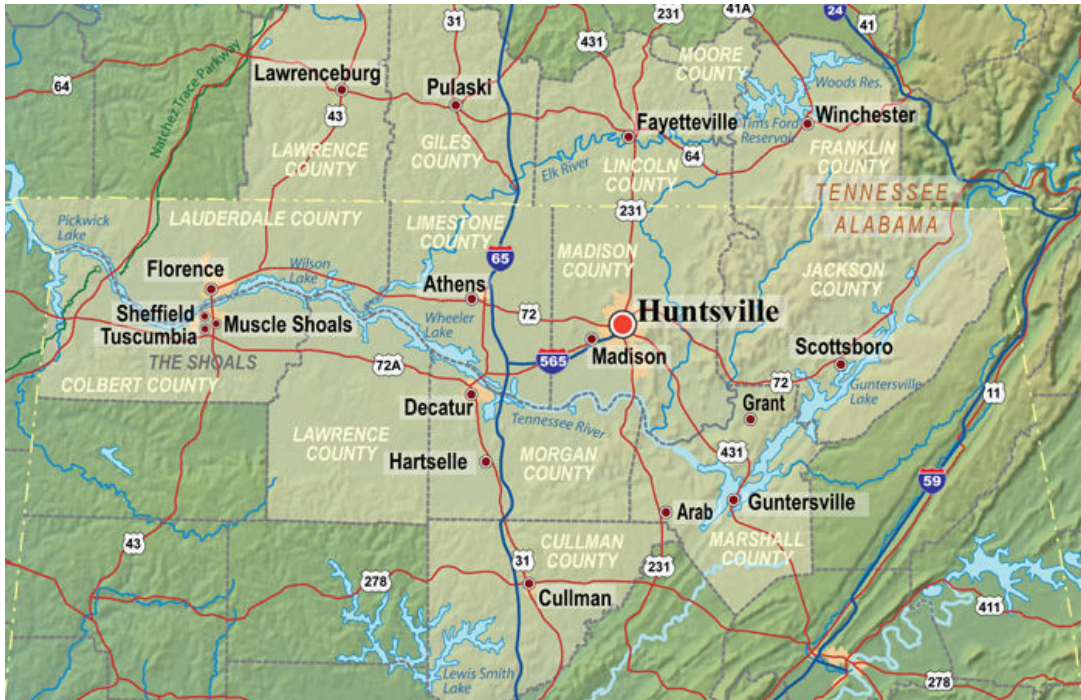 31
431
231
41A
24
41
MOORE
COUNTY
Lawrenceburg
64
Pulaski
Woods Res.
Natchez Trace Parkway
43
Fayetteville
Tims Ford
Reservoir
Winchester
GILES
COUNTY
LAWRENCE
COUNTY
64
FRANKLIN
COUNTY
Elk River
LINCOLN
COUNTY
TENNESSEE
ALABAMA
231
Pickwick
Lake
LAUDERDALE COUNTY
LIMESTONE
COUNTY
65
MADISON
COUNTY
JACKSON
COUNTY
Florence
Wilson
Lake
Athens
Sheffield
Tuscumbia
Muscle Shoals
Wheeler
Lake
72
Huntsville
Madison
THE SHOALS
COLBERT COUNTY
72A
565
Scottsboro
72
Guntersville
Lake
11
Decatur
Grant
Tennessee River
LAWRENCE
COUNTY
Hartselle
MORGAN
COUNTY
431
59
Guntersville
Arab
MARSHALL
COUNTY
43
CULLMAN
COUNTY
31
231
278
Cullman
411
Lewis Smith
Lake
278